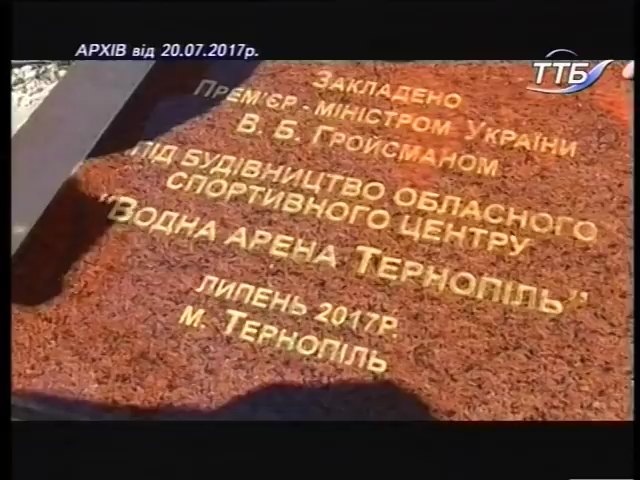 АРХІВ від 20.07.2017р.
ТТБ
ЗАКЛАДЕНО
ПРЕМ'ЄР - МІНІСТРОМ УКРАЇНИ
В. Б. ГРОЙСМАНОМ
ПІД БУДІВНИЦТВО ОБЛАСНОГО
СПОРТИВНОГО ЦЕНТРУ
"ВОДНА АРЕНА ТЕРНОПІЛЬ"
ЛИПЕНЬ 2017Р.
М. ТЕРНОПІЛЬ